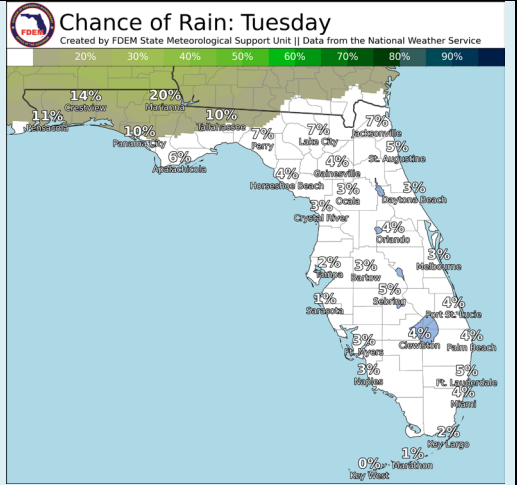 Chance of Rain: Tuesday
Created by FDEM State Meteorological Support Unit || Data from the National Weather Service
FDEM
20% 30% 40% 50% 60% 70% 80% 90%
14%
Crestview
20%
Marianna
11%
Pensacola
10%
Panama City
10%
Tallahassee
6%
Apalachicola
7%
Perry
7%
Lake City
7%
Jacksonville
5%
St. Augustine
4%
Gainesville
4%
Horseshoe Beach
3%
Ocala
3%
Daytona Beach
3%
Crystal River
4%
Orlando
3%
Melbourne
2%
Tampa
3%
Bartow
5%
Sebring
1%
Sarasota
4%
Port St. Lucie
4%
Clewiston
4%
Palm Beach
3%
Ft. Myers
3%
Naples
5%
Ft. Lauderdale
4%
Miami
2%
Key Largo
1%
Marathon
0%
Key West